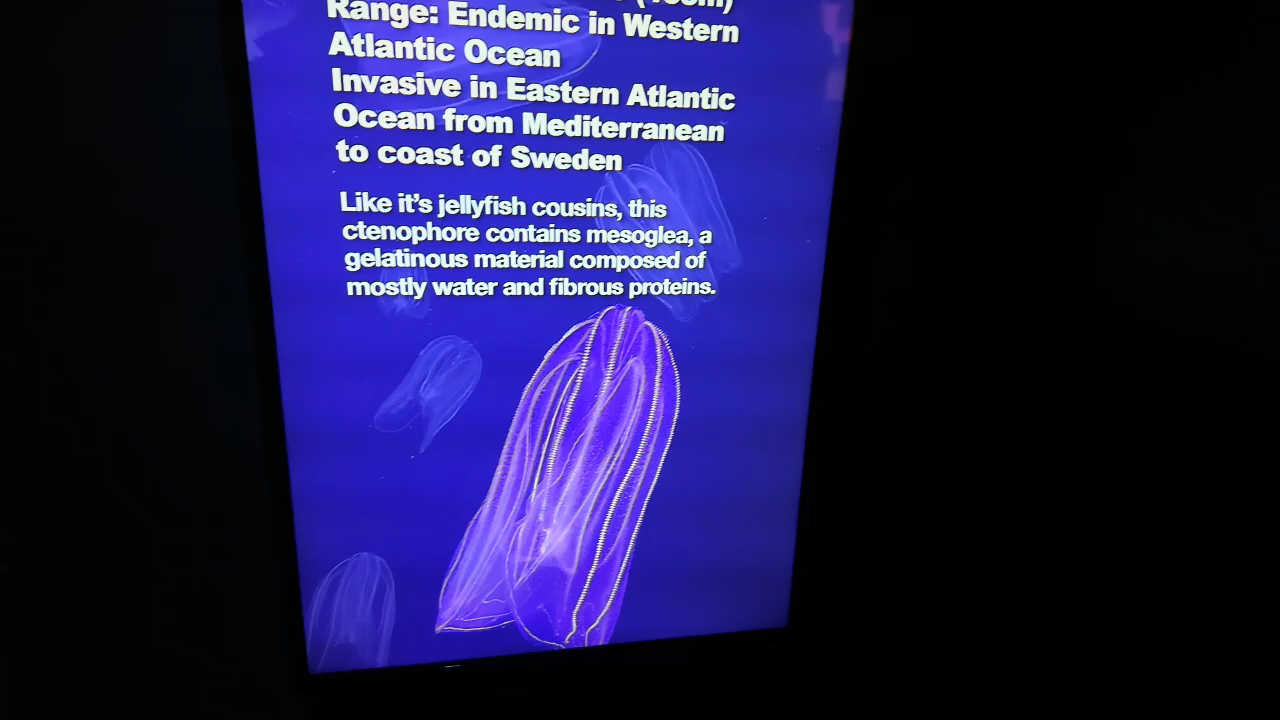 Range: Endemic in Western
Atlantic Ocean
Invasive in Eastern Atlantic
Ocean from Mediterranean
to coast of Sweden
Like it's jellyfish cousins, this
ctenophore contains mesoglea, a
gelatinous material composed of
mostly water and fibrous proteins.